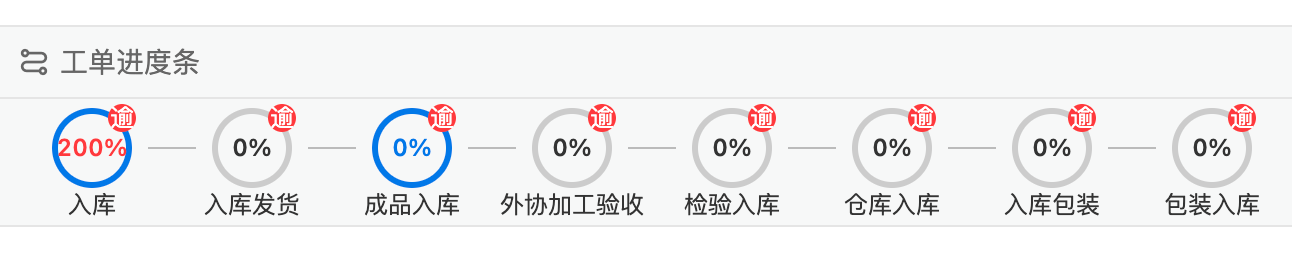 工单进度条
逾 逾 逾 逾 逾 逾 逾 逾
200% 0% 0% 0% 0% 0% 0% 0%
入库 入库发货 成品入库 外协加工验收 检验入库 仓库入库 入库包装 包装入库